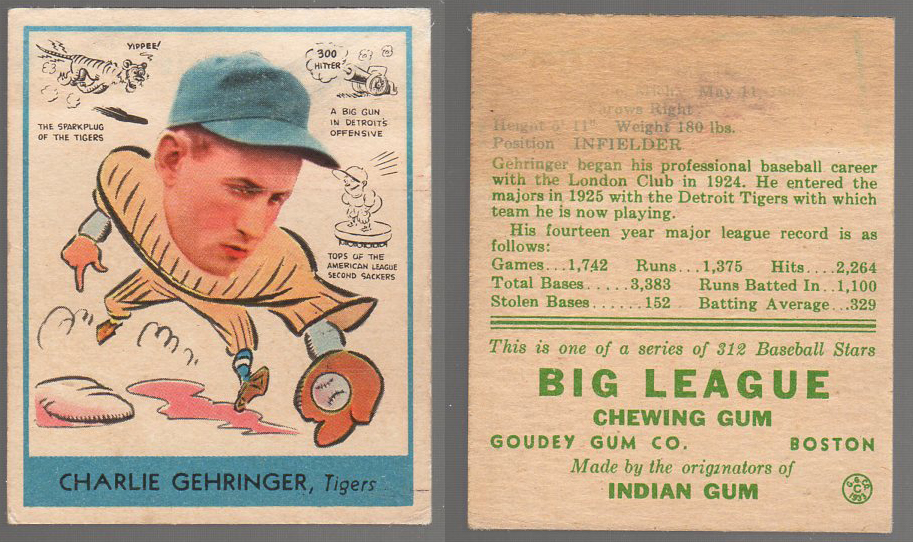 YIPPEE!
300
HITTER
THE SPARKPLUG
OF THE TIGERS
A BIG GUN
IN DETROIT'S
OFFENSIVE
TOPS OF THE
AMERICAN LEAGUE
SECOND SACKERS
CHARLIE GEHRINGER, Tigers
May 11
rows Right
Height 5' 11" Weight 180 lbs.
Position INFIELDER
Gehringer began his professional baseball career
with the London Club in 1924. He entered the
majors in 1925 with the Detroit Tigers with which
team he is now playing.
His fourteen year major league record is as
follows:
Games...1,742 Runs...1,375 Hits....2,264
Total Bases.....3,383 Runs Batted In..1,100
Stolen Bases......152 Batting Average...329
This is one of a series of 312 Baseball Stars
BIG LEAGUE
CHEWING GUM
GOUDEY GUM CO. BOSTON
Made by the originators of
INDIAN GUM